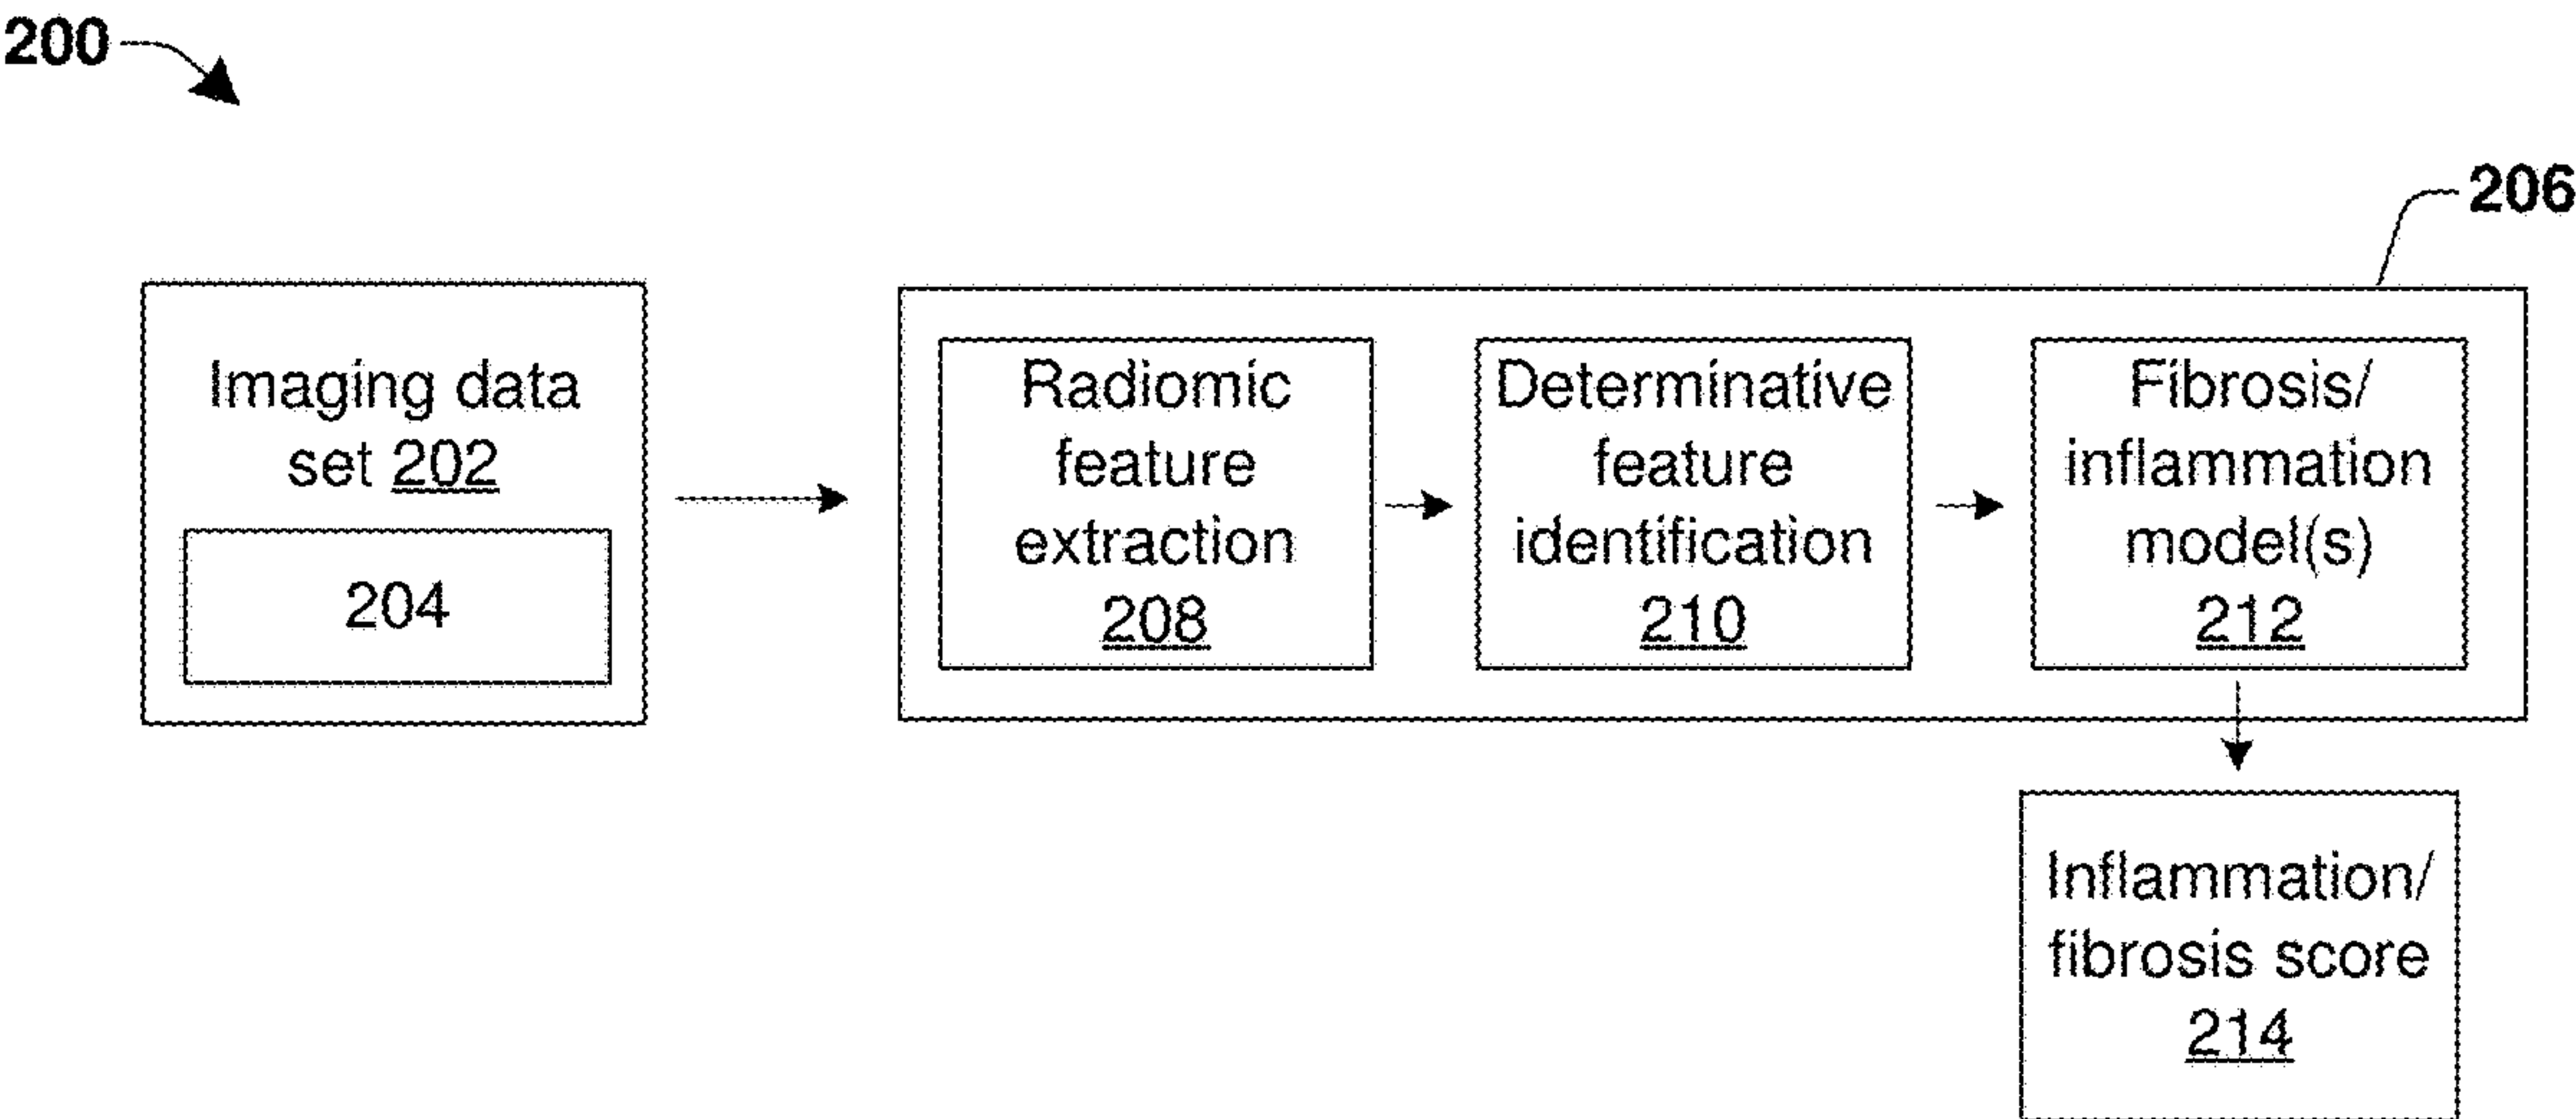 200
206
Imaging data
set 202
204
Radiomic
feature
extraction
208
Determinative
feature
identification
210
Fibrosis/
inflammation
model(s)
212
Inflammation/
fibrosis score
214